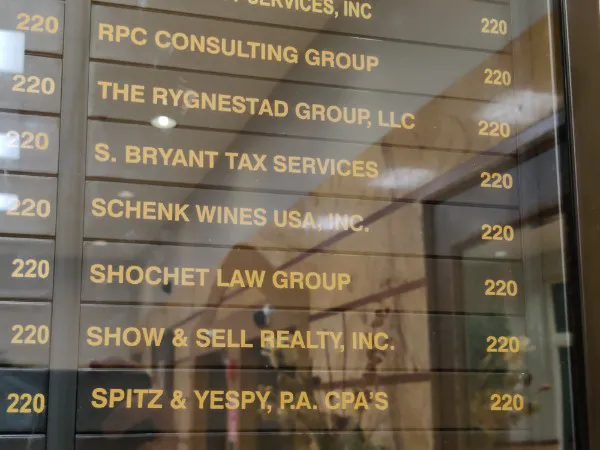 SERVICES, INC 220
220 RPC CONSULTING GROUP 220
220 THE RYGNESTAD GROUP, LLC 220
220 S. BRYANT TAX SERVICES 220
220 SCHENK WINES USA, INC. 220
220 SHOCHET LAW GROUP 220
220 SHOW & SELL REALTY, INC. 220
220 SPITZ & YESPY, P.A. CPA'S 220